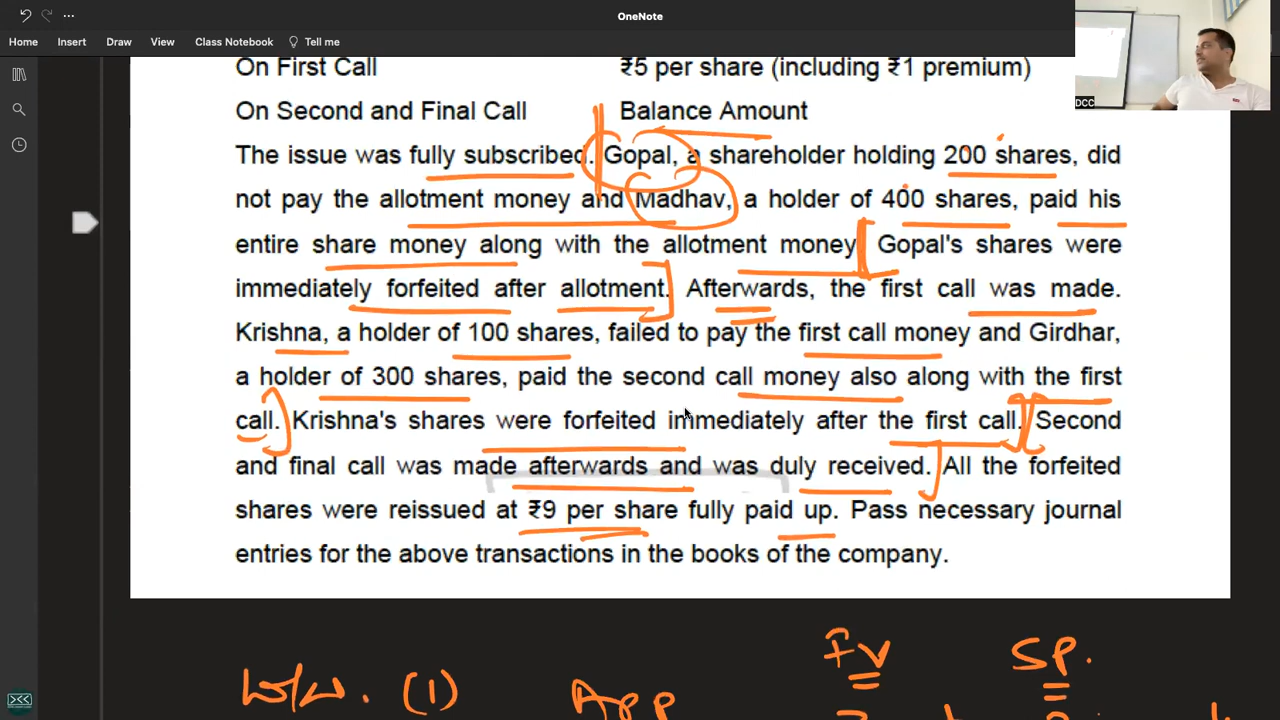 OneNote
Home Insert Draw View Class Notebook Tell me
DCC
On First Call ₹5 per share (including ₹1 premium)
On Second and Final Call Balance Amount
The issue was fully subscribed. Gopal, a shareholder holding 200 shares, did
not pay the allotment money and Madhav, a holder of 400 shares, paid his
entire share money along with the allotment money. Gopal's shares were
immediately forfeited after allotment. Afterwards, the first call was made.
Krishna, a holder of 100 shares, failed to pay the first call money and Girdhar,
a holder of 300 shares, paid the second call money also along with the first
call. Krishna's shares were forfeited immediately after the first call. Second
and final call was made afterwards and was duly received. All the forfeited
shares were reissued at ₹9 per share fully paid up. Pass necessary journal
entries for the above transactions in the books of the company.
FV SP.
W/W. (1) App